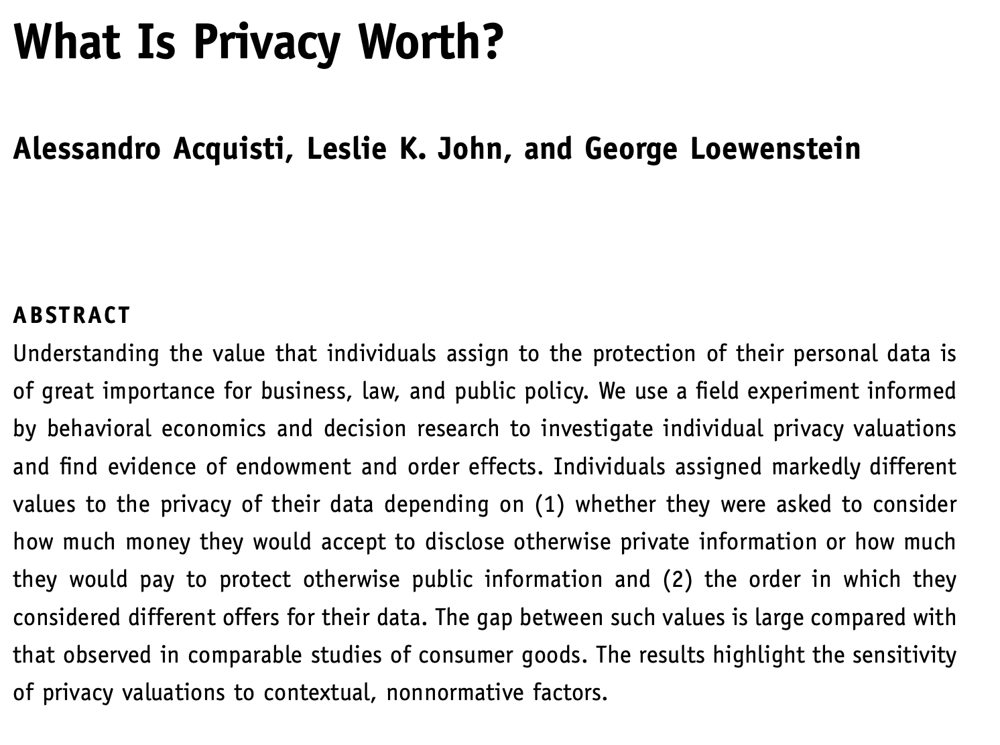 What Is Privacy Worth?
Alessandro Acquisti, Leslie K. John, and George Loewenstein
ABSTRACT
Understanding the value that individuals assign to the protection of their personal data is
of great importance for business, law, and public policy. We use a field experiment informed
by behavioral economics and decision research to investigate individual privacy valuations
and find evidence of endowment and order effects. Individuals assigned markedly different
values to the privacy of their data depending on (1) whether they were asked to consider
how much money they would accept to disclose otherwise private information or how much
they would pay to protect otherwise public information and (2) the order in which they
considered different offers for their data. The gap between such values is large compared with
that observed in comparable studies of consumer goods. The results highlight the sensitivity
of privacy valuations to contextual, nonnormative factors.